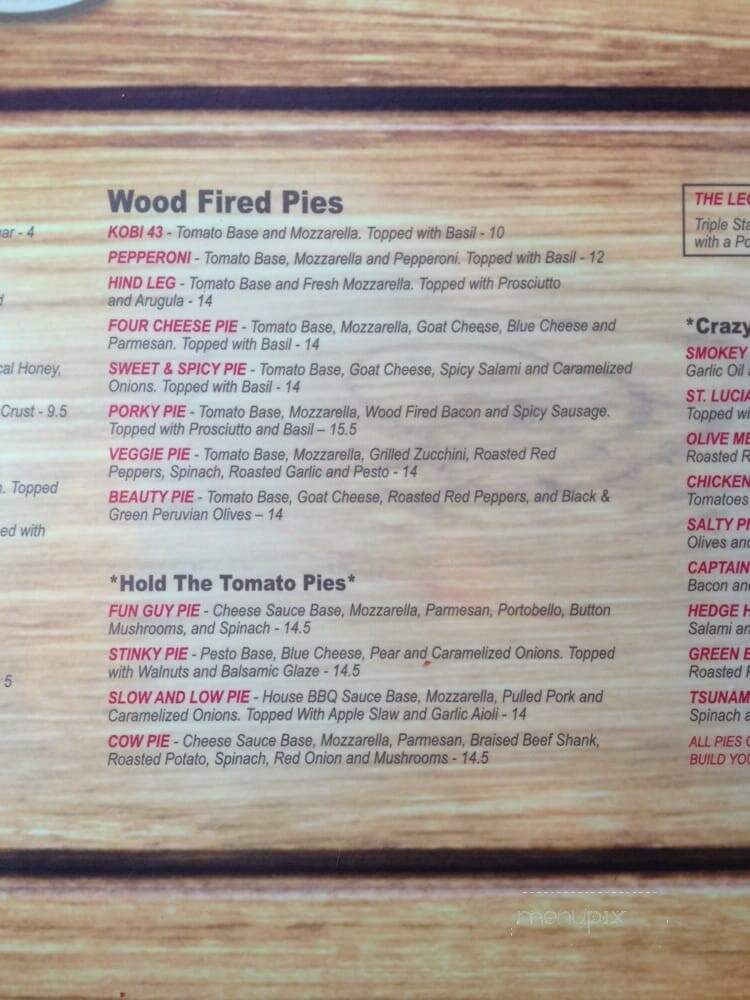 ar - 4
cal Honey,
Crust - 9.5
. Topped
ed with
5
Wood Fired Pies
KOBI 43 - Tomato Base and Mozzarella. Topped with Basil - 10
PEPPERONI - Tomato Base, Mozzarella and Pepperoni. Topped with Basil - 12
HIND LEG - Tomato Base and Fresh Mozzarella. Topped with Prosciutto
and Arugula - 14
FOUR CHEESE PIE - Tomato Base, Mozzarella, Goat Cheese, Blue Cheese and
Parmesan. Topped with Basil - 14
SWEET & SPICY PIE - Tomato Base, Goat Cheese, Spicy Salami and Caramelized
Onions. Topped with Basil - 14
PORKY PIE - Tomato Base, Mozzarella, Wood Fired Bacon and Spicy Sausage.
Topped with Prosciutto and Basil – 15.5
VEGGIE PIE - Tomato Base, Mozzarella, Grilled Zucchini, Roasted Red
Peppers, Spinach, Roasted Garlic and Pesto - 14
BEAUTY PIE - Tomato Base, Goat Cheese, Roasted Red Peppers, and Black &
Green Peruvian Olives – 14
*Hold The Tomato Pies*
FUN GUY PIE - Cheese Sauce Base, Mozzarella, Parmesan, Portobello, Button
Mushrooms, and Spinach - 14.5
STINKY PIE - Pesto Base, Blue Cheese, Pear and Caramelized Onions. Topped
with Walnuts and Balsamic Glaze - 14.5
SLOW AND LOW PIE - House BBQ Sauce Base, Mozzarella, Pulled Pork and
Caramelized Onions. Topped With Apple Slaw and Garlic Aioli - 14
COW PIE - Cheese Sauce Base, Mozzarella, Parmesan, Braised Beef Shank,
Roasted Potato, Spinach, Red Onion and Mushrooms - 14.5
THE LEG
Triple Sta
with a Po
*Crazy
SMOKEY
Garlic Oil
ST. LUCIA
Topped wi
OLIVE ME
Roasted R
CHICKEN
Tomatoes
SALTY PI
Olives and
CAPTAIN
Bacon and
HEDGE H
Salami an
GREEN E
Roasted
TSUNAM
Spinach a
ALL PIES
BUILD YOU
menupix